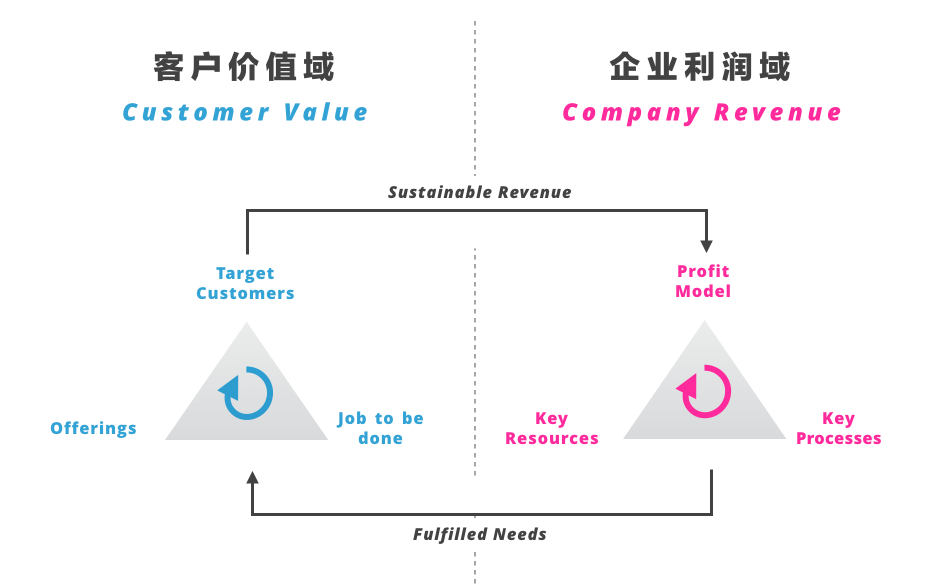 客户价值域
Customer Value
企业利润域
Company Revenue
Sustainable Revenue
Target
Customers
Profit
Model
Offerings
Job to be
done
Key
Resources
Key
Processes
Fulfilled Needs